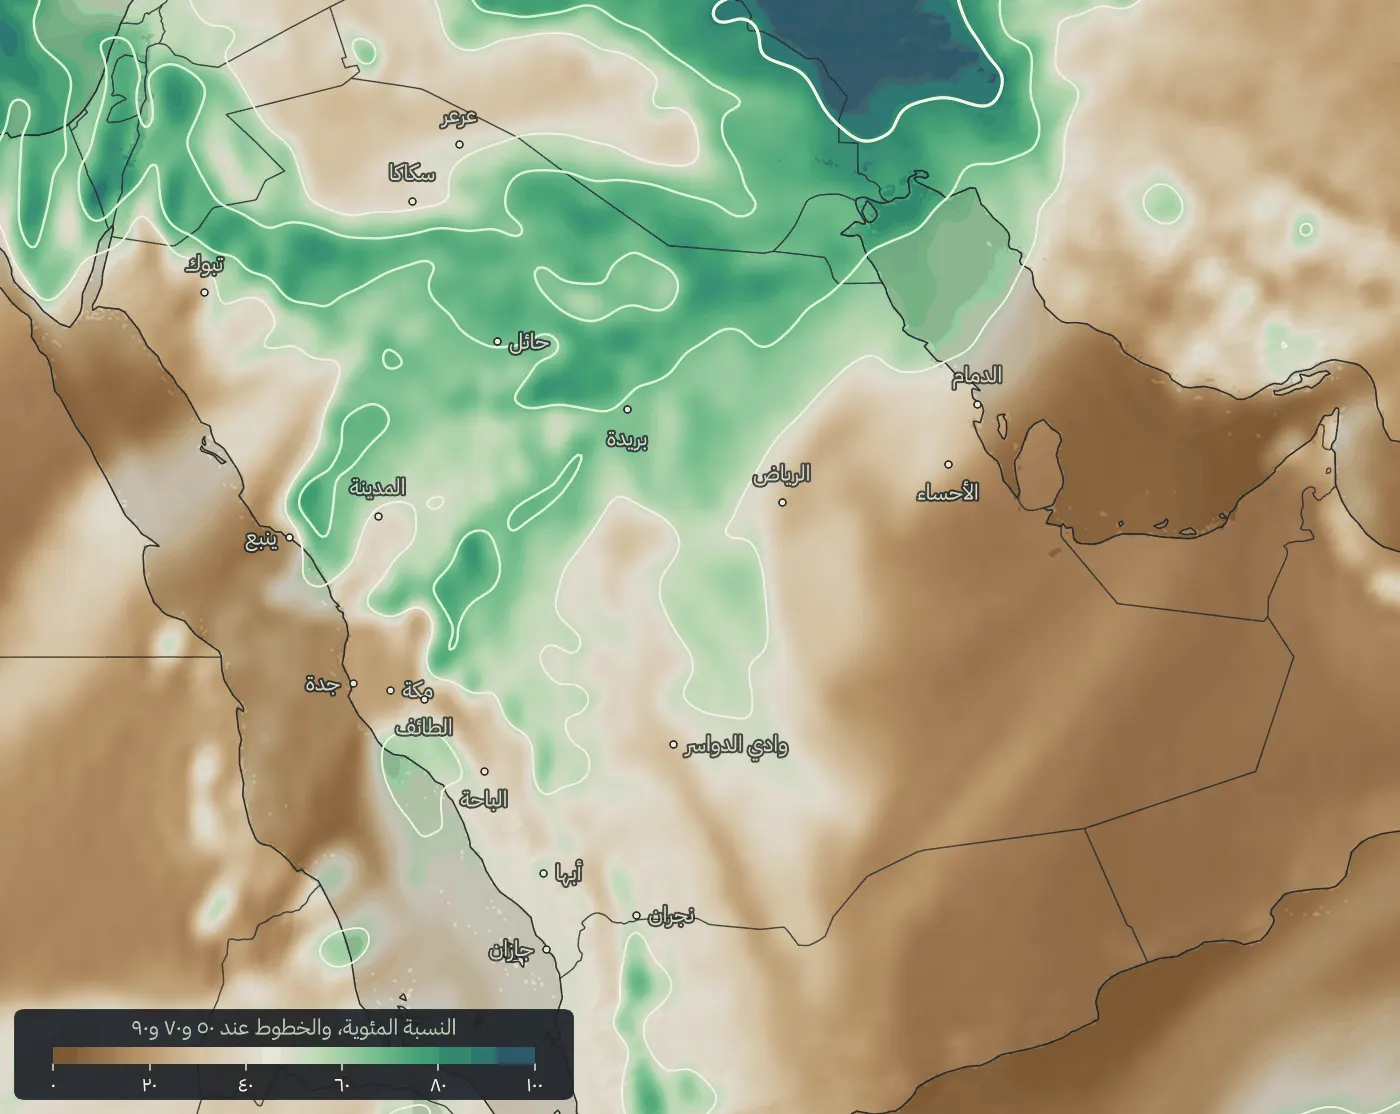 عرعر
سكاكا
تبوك
حائل
الدمام
بريدة
الرياض
المدينة
الأحساء
ينبع
جدة
مكة
الطائف
وادي الدواسر
الباحة
أبها
نجران
جازان
النسبة المئوية، والخطوط عند ٥٠ و٧٠ و٩٠
٠ ٢٠ ٤٠ ٦٠ ٨٠ ١٠٠